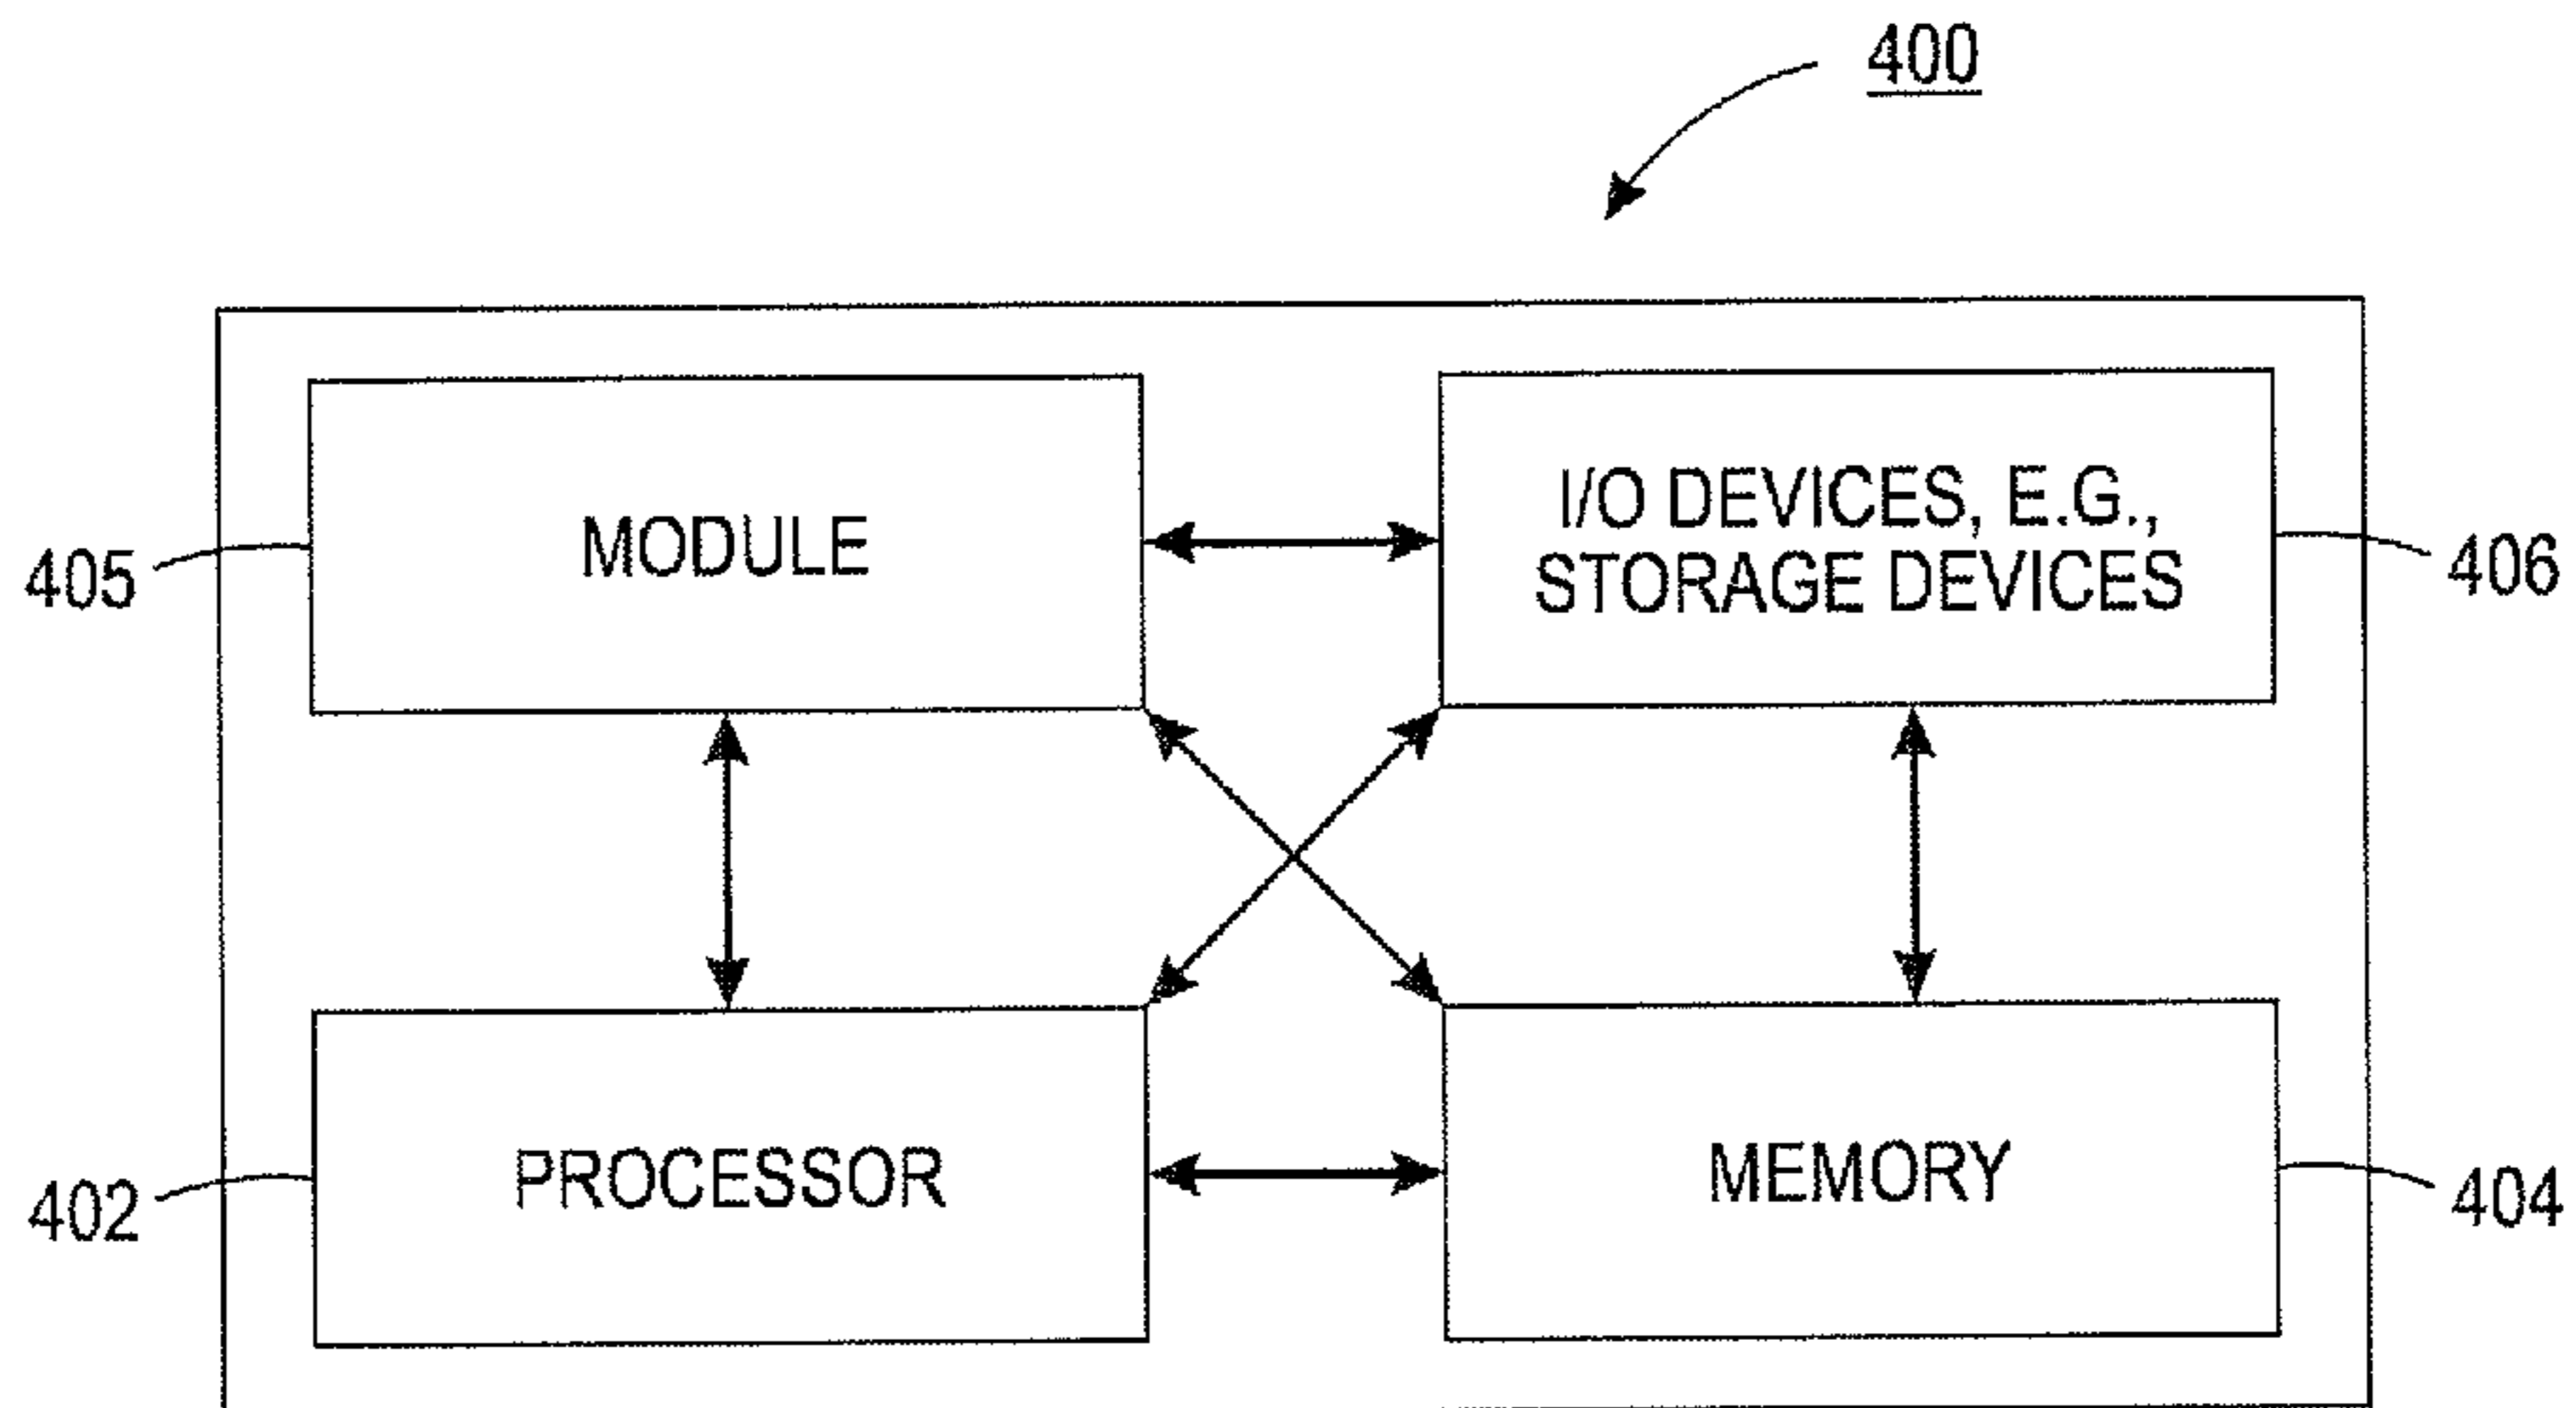 400
MODULE
I/O DEVICES, E.G.,
STORAGE DEVICES
405
406
PROCESSOR
MEMORY
402
404